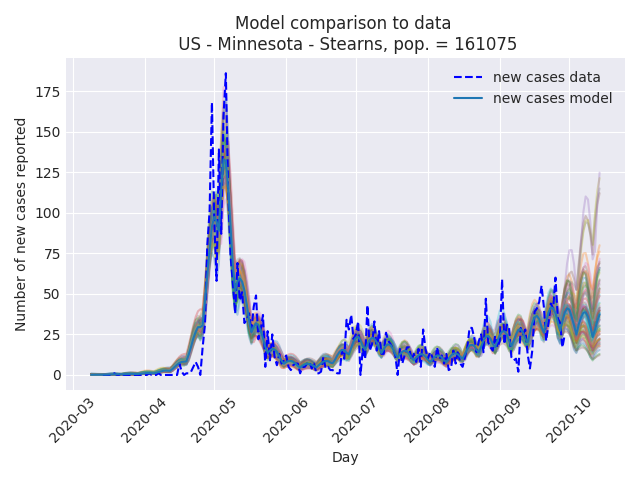 Model comparison to data
US - Minnesota - Stearns, pop. = 161075
new cases data
new cases model
Number of new cases reported
175
150
125
100
75
50
25
0
2020-03
2020-04
2020-05
2020-06
2020-07
2020-08
2020-09
2020-10
Day